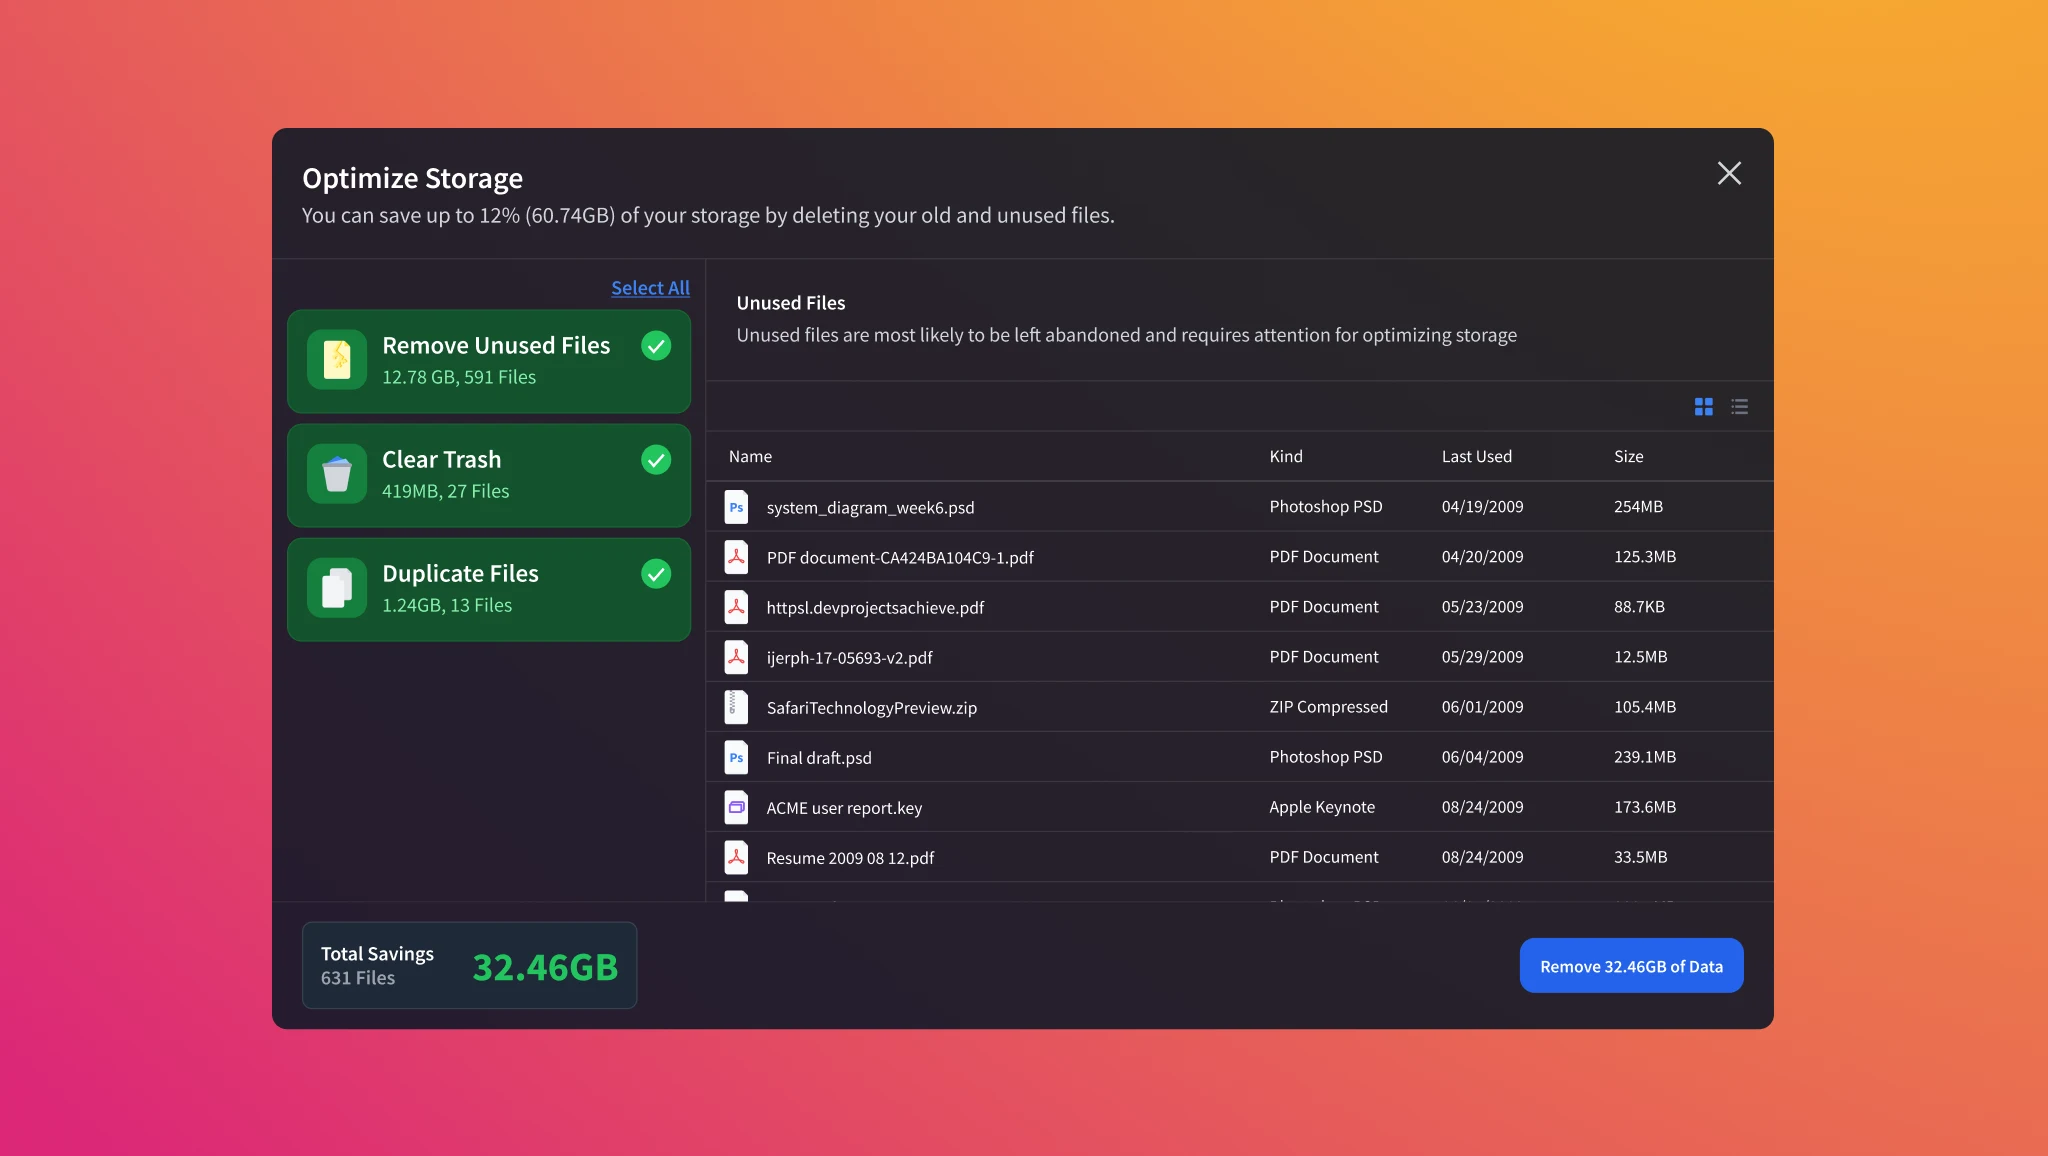 Optimize Storage
You can save up to 12% (60.74GB) of your storage by deleting your old and unused files.
Select All
Remove Unused Files
12.78 GB, 591 Files
Clear Trash
419MB, 27 Files
Duplicate Files
1.24GB, 13 Files
Unused Files
Unused files are most likely to be left abandoned and requires attention for optimizing storage
Name Kind Last Used Size
Ps system_diagram_week6.psd Photoshop PSD 04/19/2009 254MB
PDF document-CA424BA104C9-1.pdf PDF Document 04/20/2009 125.3MB
httpsl.devprojectsachieve.pdf PDF Document 05/23/2009 88.7KB
ijerph-17-05693-v2.pdf PDF Document 05/29/2009 12.5MB
SafariTechnologyPreview.zip ZIP Compressed 06/01/2009 105.4MB
Ps Final draft.psd Photoshop PSD 06/04/2009 239.1MB
ACME user report.key Apple Keynote 08/24/2009 173.6MB
Resume 2009 08 12.pdf PDF Document 08/24/2009 33.5MB
Total Savings
631 Files
32.46GB
Remove 32.46GB of Data